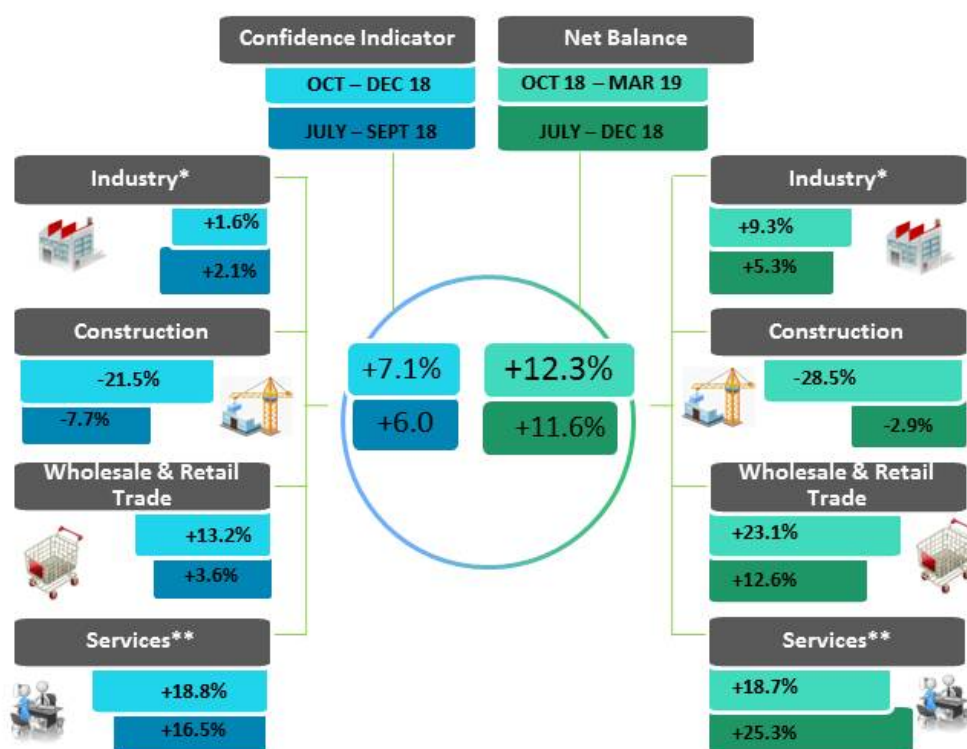 Confidence Indicator
OCT – DEC 18
JULY – SEPT 18
Net Balance
OCT 18 – MAR 19
JULY – DEC 18
Industry*
+1.6%
+2.1%
Construction
-21.5%
-7.7%
Wholesale & Retail
Trade
+13.2%
+3.6%
Services**
+18.8%
+16.5%
+7.1%
+6.0
+12.3%
+11.6%
Industry*
+9.3%
+5.3%
Construction
-28.5%
-2.9%
Wholesale & Retail
Trade
+23.1%
+12.6%
Services**
+18.7%
+25.3%